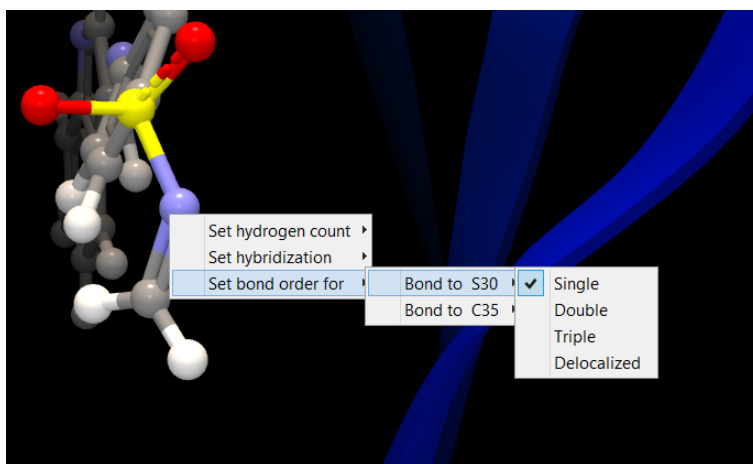 Set hydrogen count
Set hybridization
Set bond order for
Bond to S30
Bond to C35
Single
Double
Triple
Delocalized